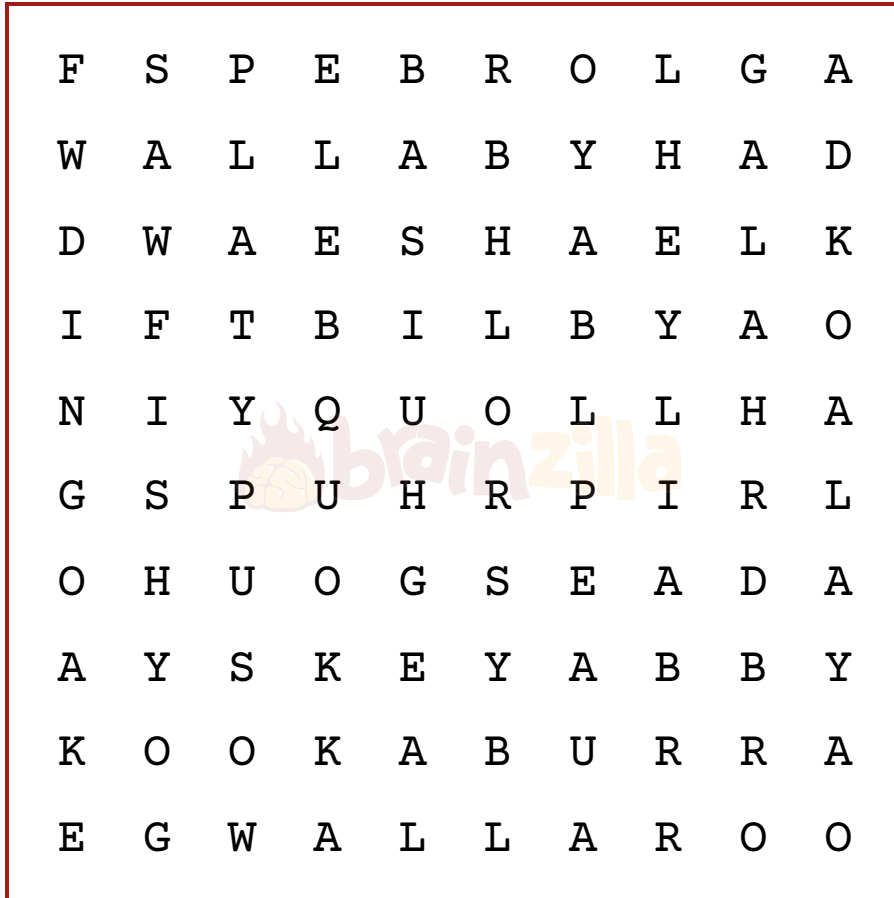 F S P E B R O L G A
W A L L A B Y H A D
D W A E S H A E L K
I F T B I L B Y A O
N I Y Q U O L L H A
G S P U H R P I R L
O H U O G S E A D A
A Y S K E Y A B B Y
K O O K A B U R R A
E G W A L L A R O O
brainzilla